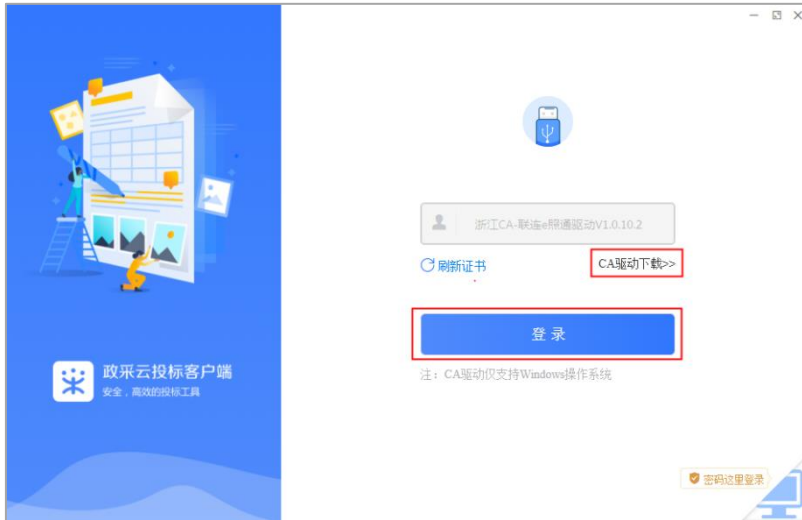 浙江CA-联连e照通驱动V1.0.10.2
刷新证书
CA驱动下载>>
登录
注：CA驱动仅支持Windows操作系统
政采云投标客户端
安全，高效的投标工具
密码这里登录